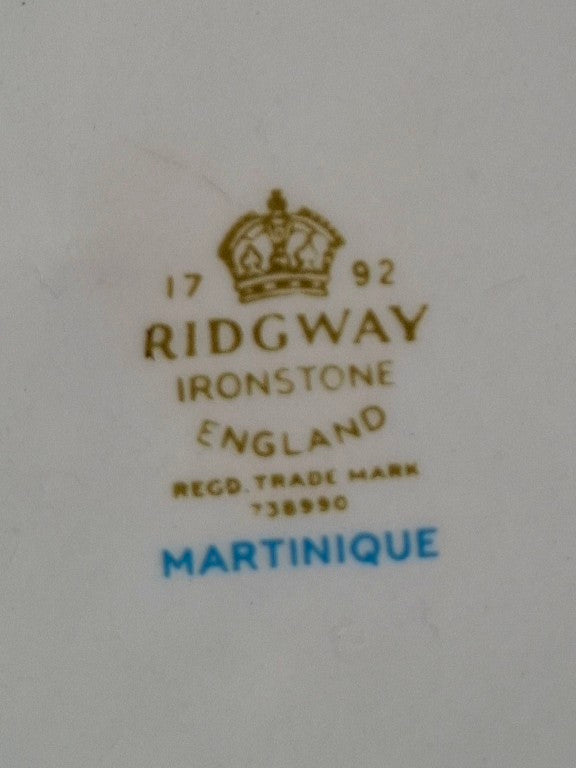 17 92
RIDGWAY
IRONSTONE
ENGLAND
REGD. TRADE MARK
738990
MARTINIQUE